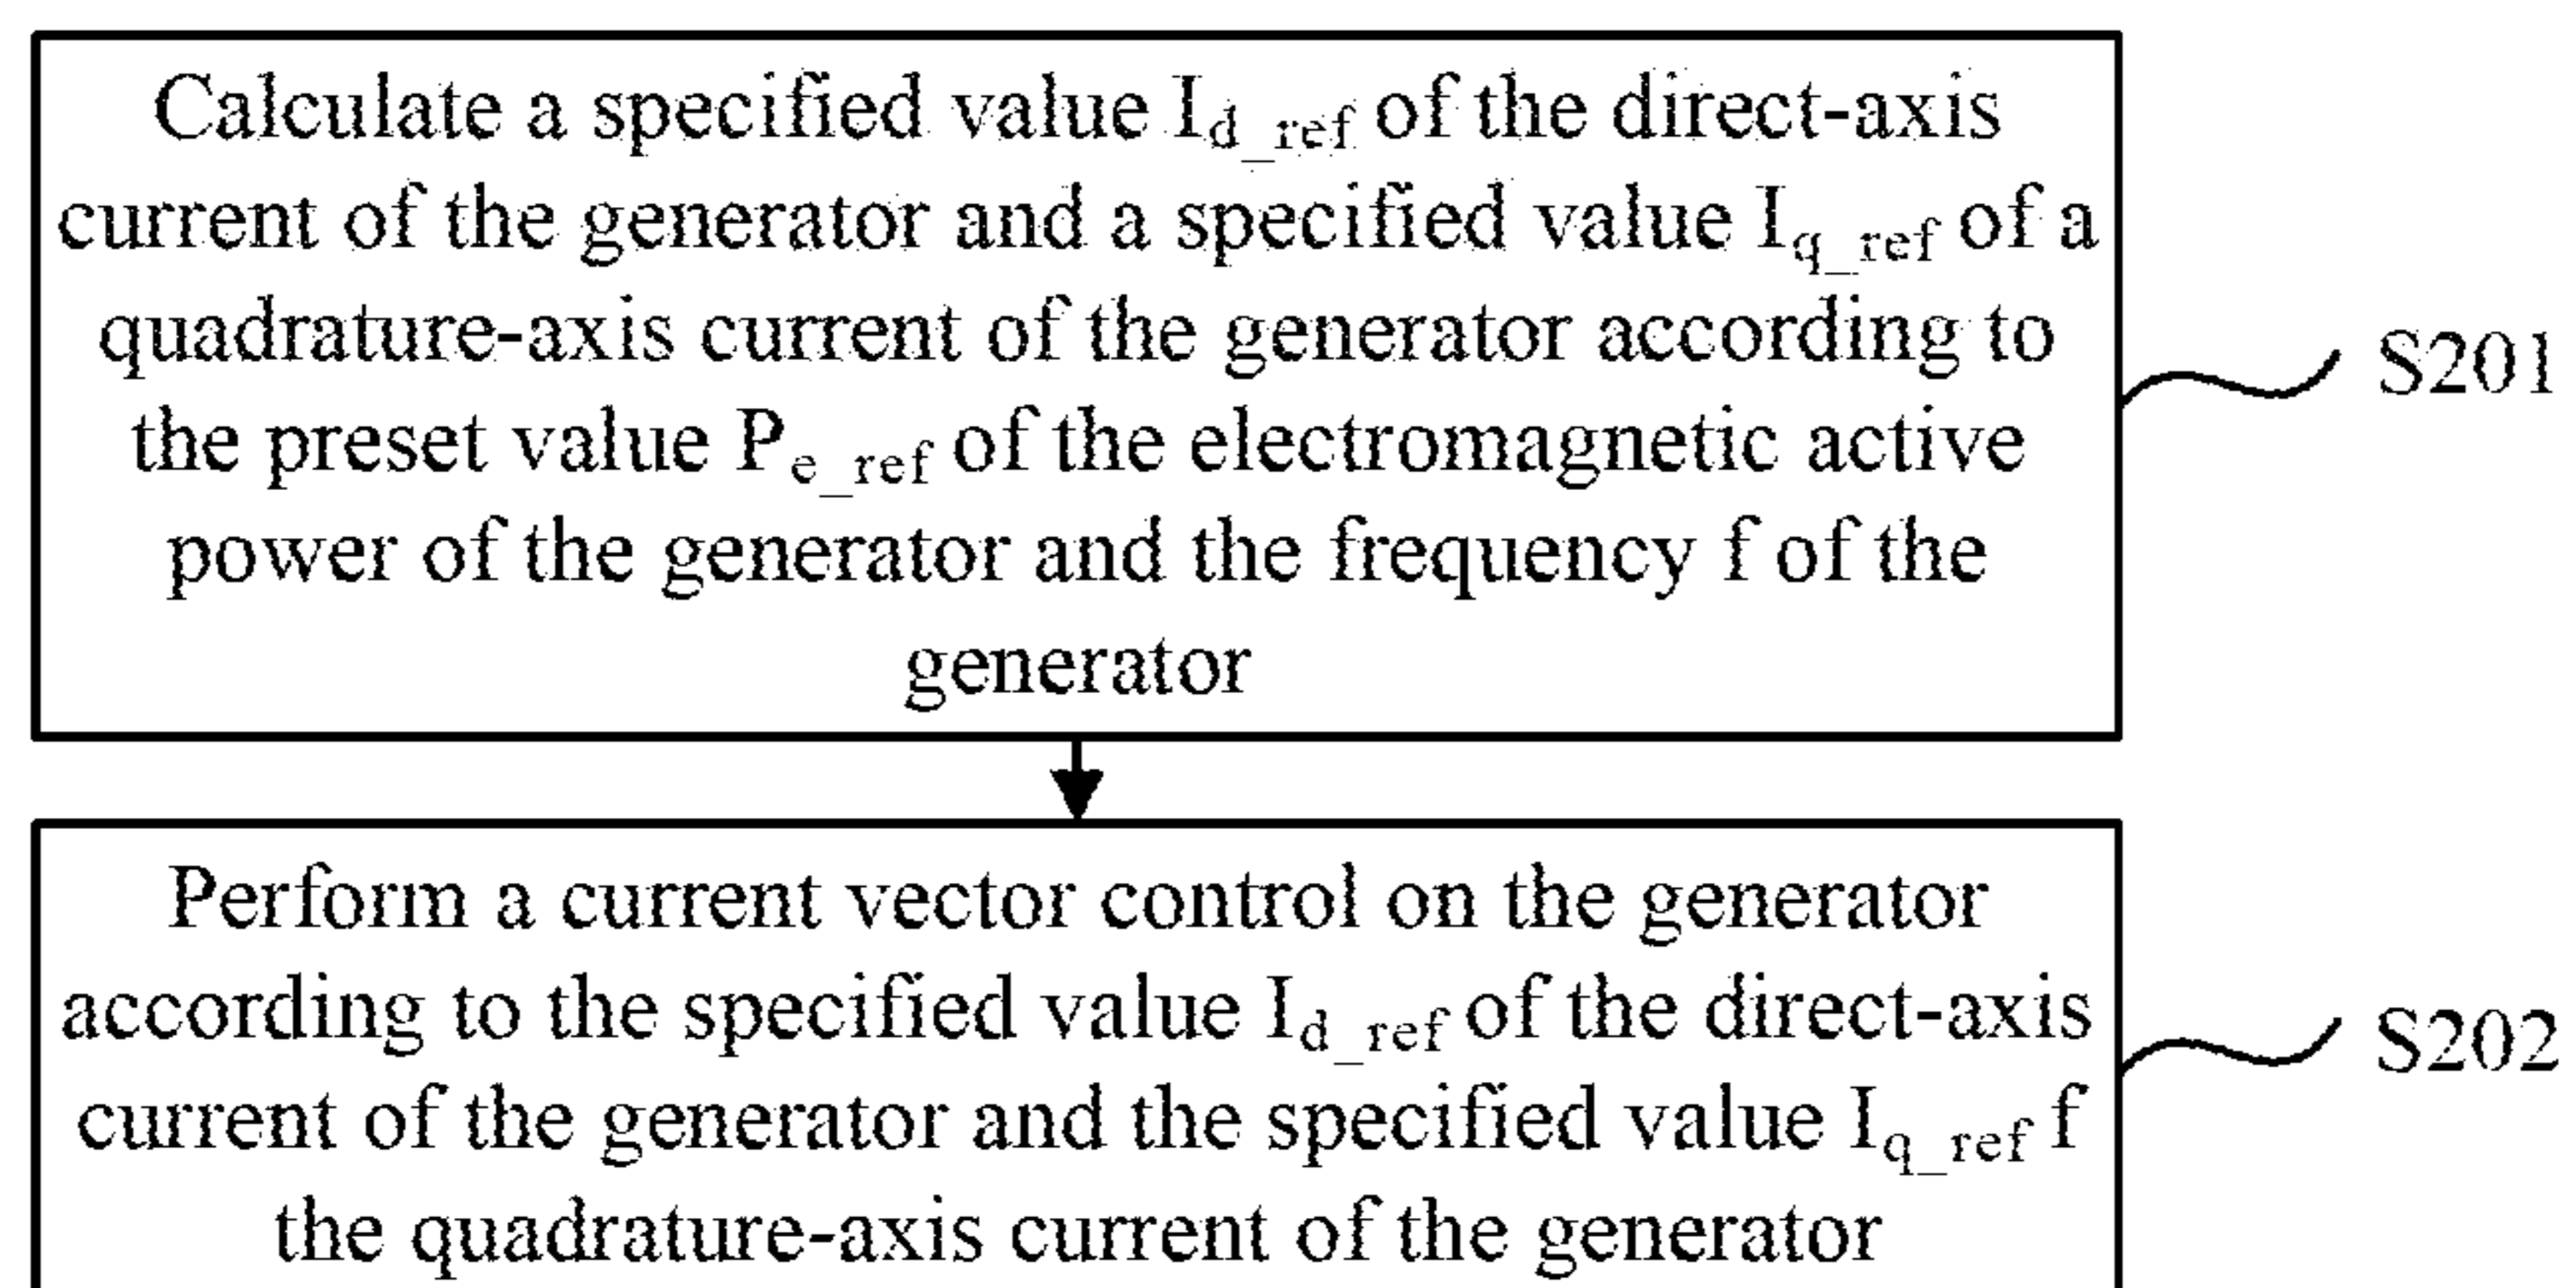 Calculate a specified value I_d_ref of the direct-axis
current of the generator and a specified value I_q_ref of a
quadrature-axis current of the generator according to
the preset value P_e_ref of the electromagnetic active
power of the generator and the frequency f of the
generator
S201
Perform a current vector control on the generator
according to the specified value I_d_ref of the direct-axis
current of the generator and the specified value I_q_ref f
the quadrature-axis current of the generator
S202